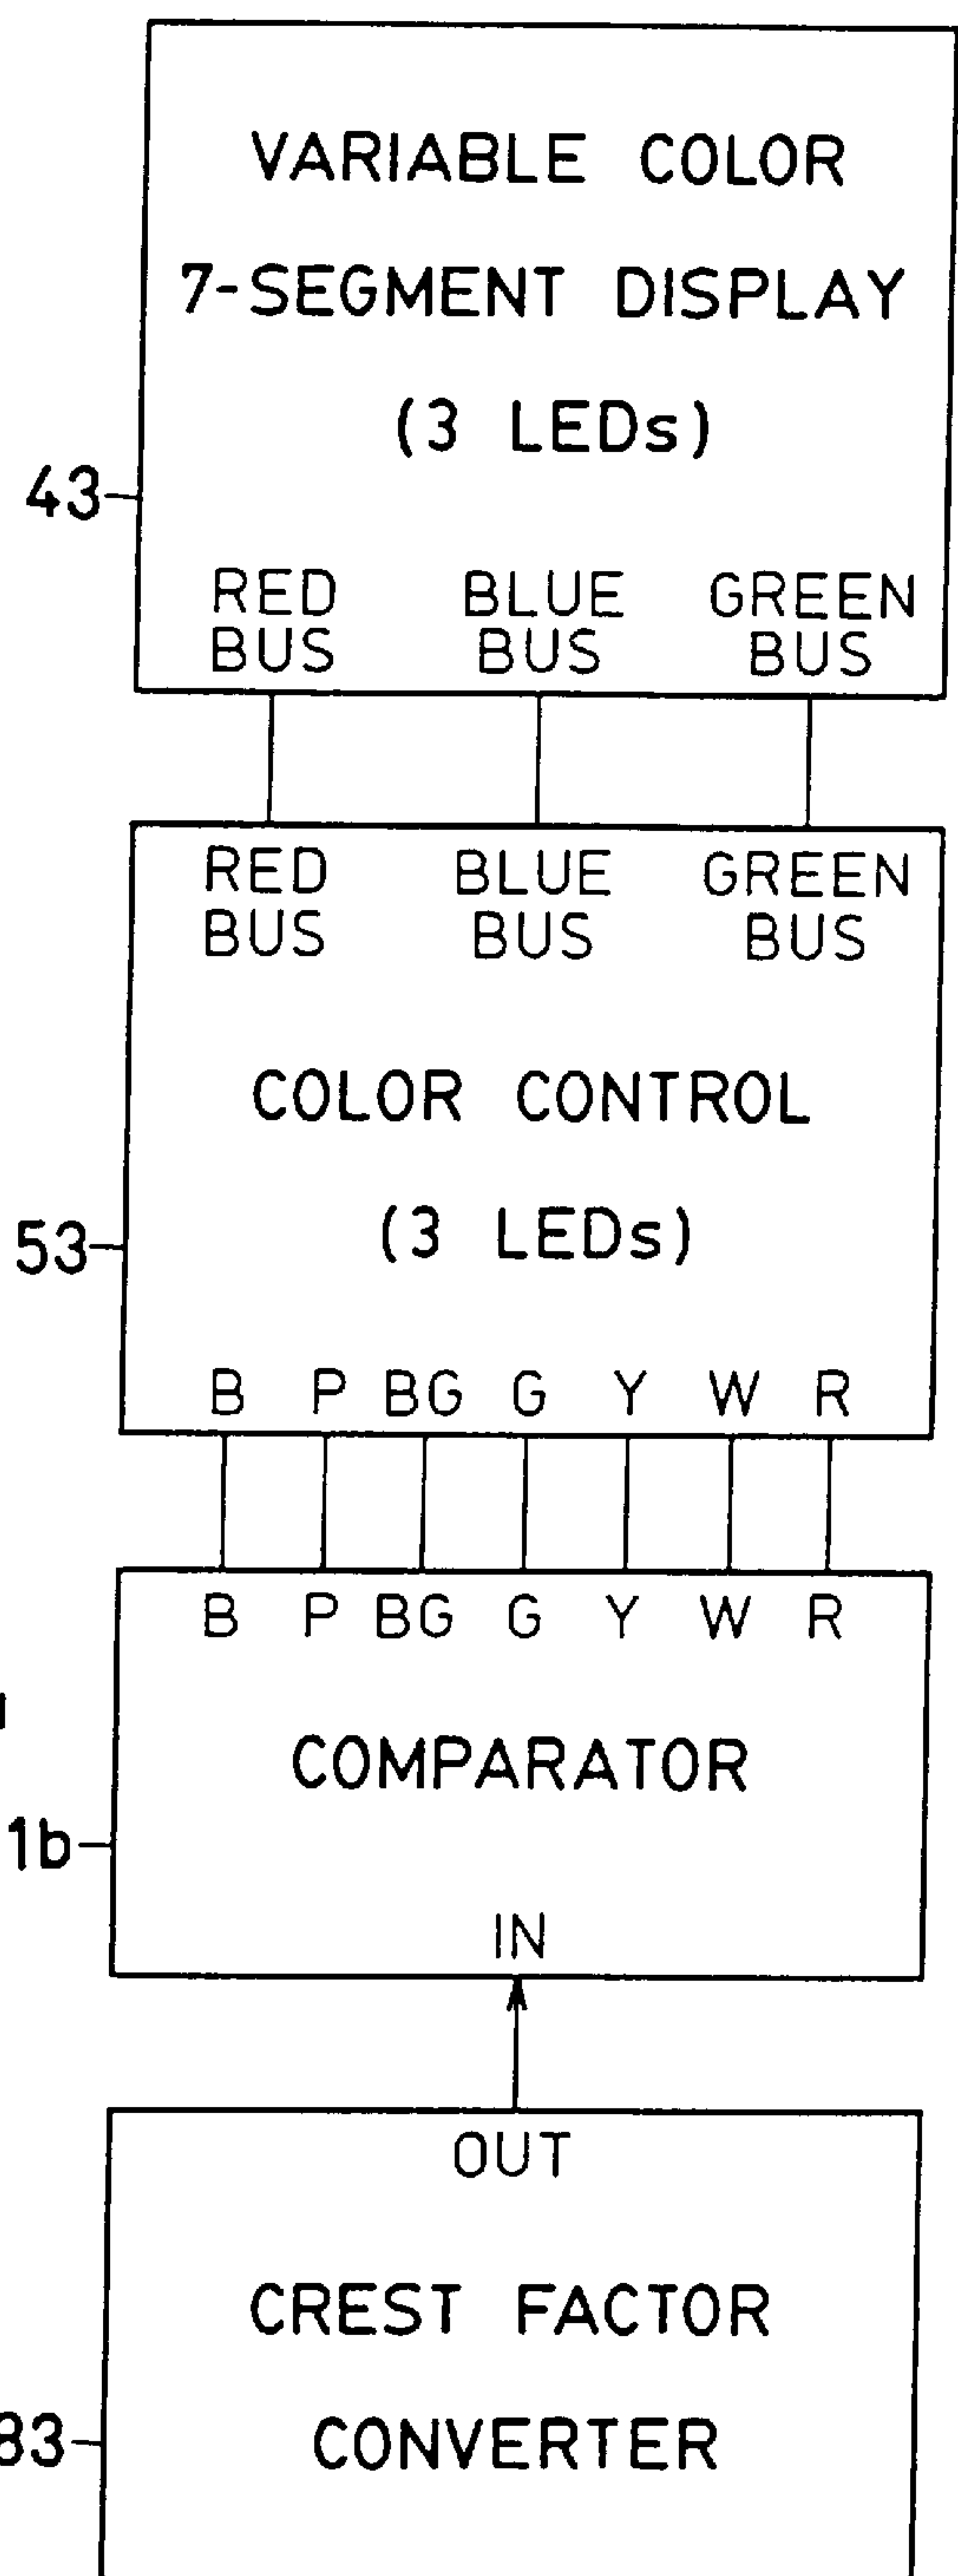 VARIABLE COLOR
7-SEGMENT DISPLAY
(3 LEDs)
43
RED BLUE GREEN
BUS BUS BUS
RED BLUE GREEN
BUS BUS BUS
COLOR CONTROL
(3 LEDs)
53
B P BG G Y W R
B P BG G Y W R
COMPARATOR
1b
IN
OUT
CREST FACTOR
CONVERTER
83